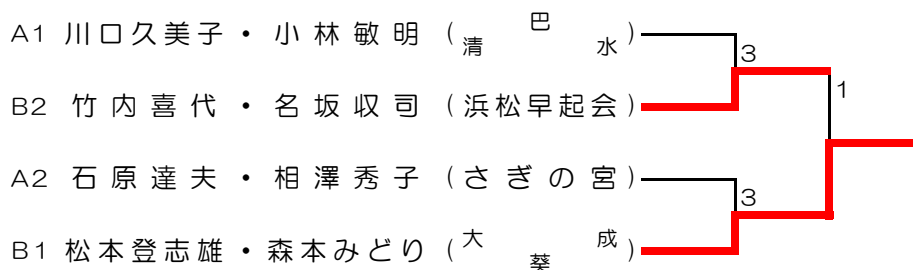 A1 川口久美子・小林敏明 (巴 清水)
3
B2 竹内喜代・名坂収司 (浜松早起会)
1
A2 石原達夫・相澤秀子 (さぎの宮)
3
B1 松本登志雄・森本みどり (大成 葵)